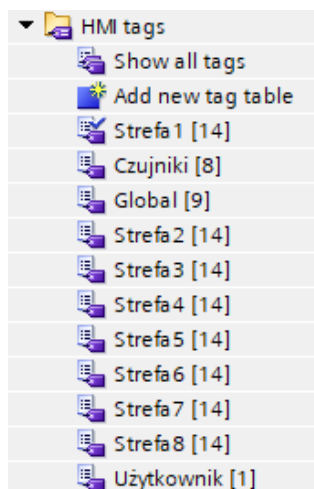 HMI tags
Show all tags
Add new tag table
Strefa1 [14]
Czujniki [8]
Global [9]
Strefa2 [14]
Strefa3 [14]
Strefa4 [14]
Strefa5 [14]
Strefa6 [14]
Strefa7 [14]
Strefa8 [14]
Użytkownik [1]